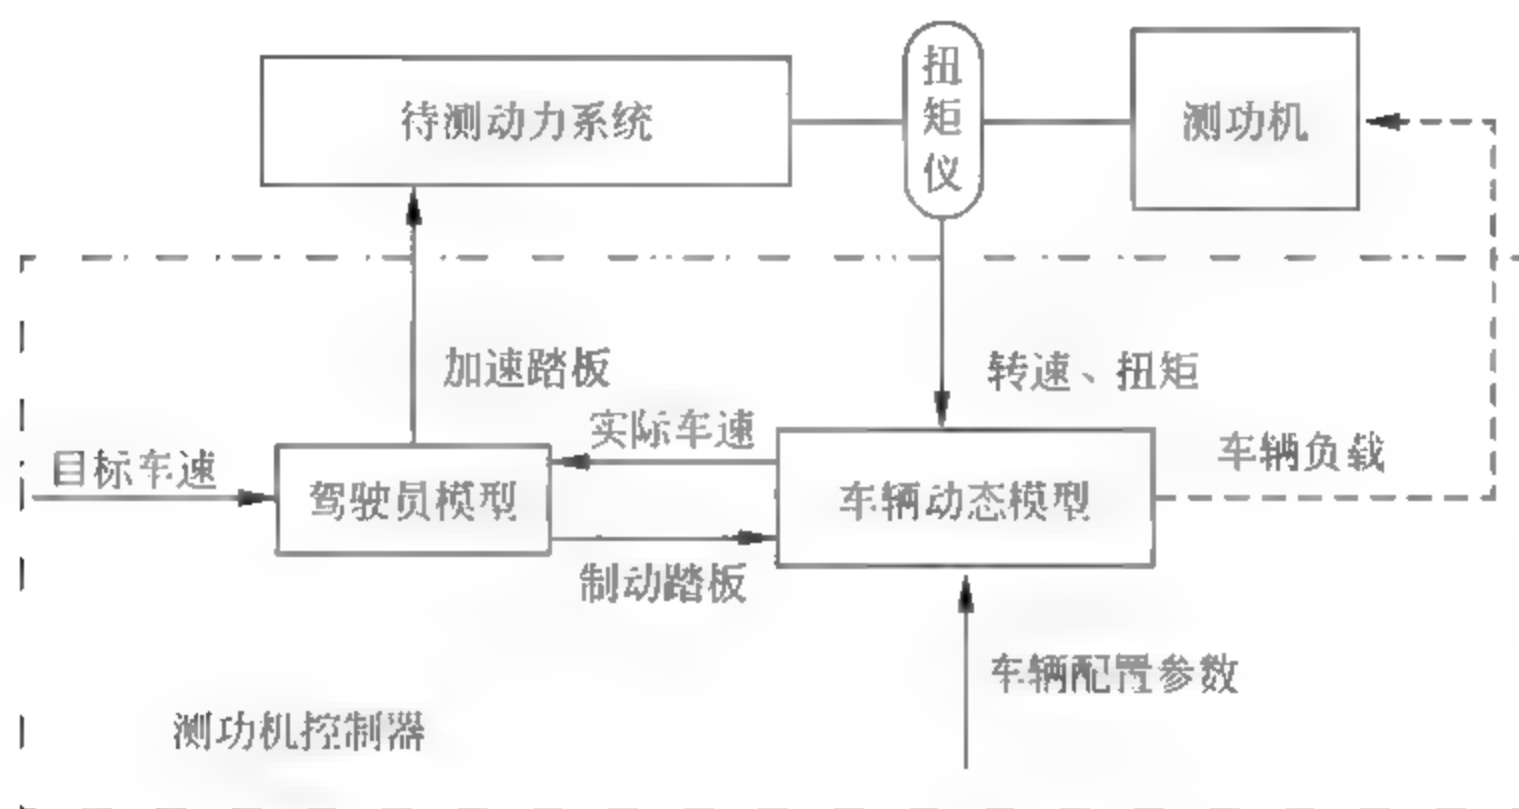 待测动力系统
扭矩仪
测功机
加速踏板
转速、扭矩
实际车速
车辆负载
目标车速
驾驶员模型
车辆动态模型
制动踏板
车辆配置参数
测功机控制器